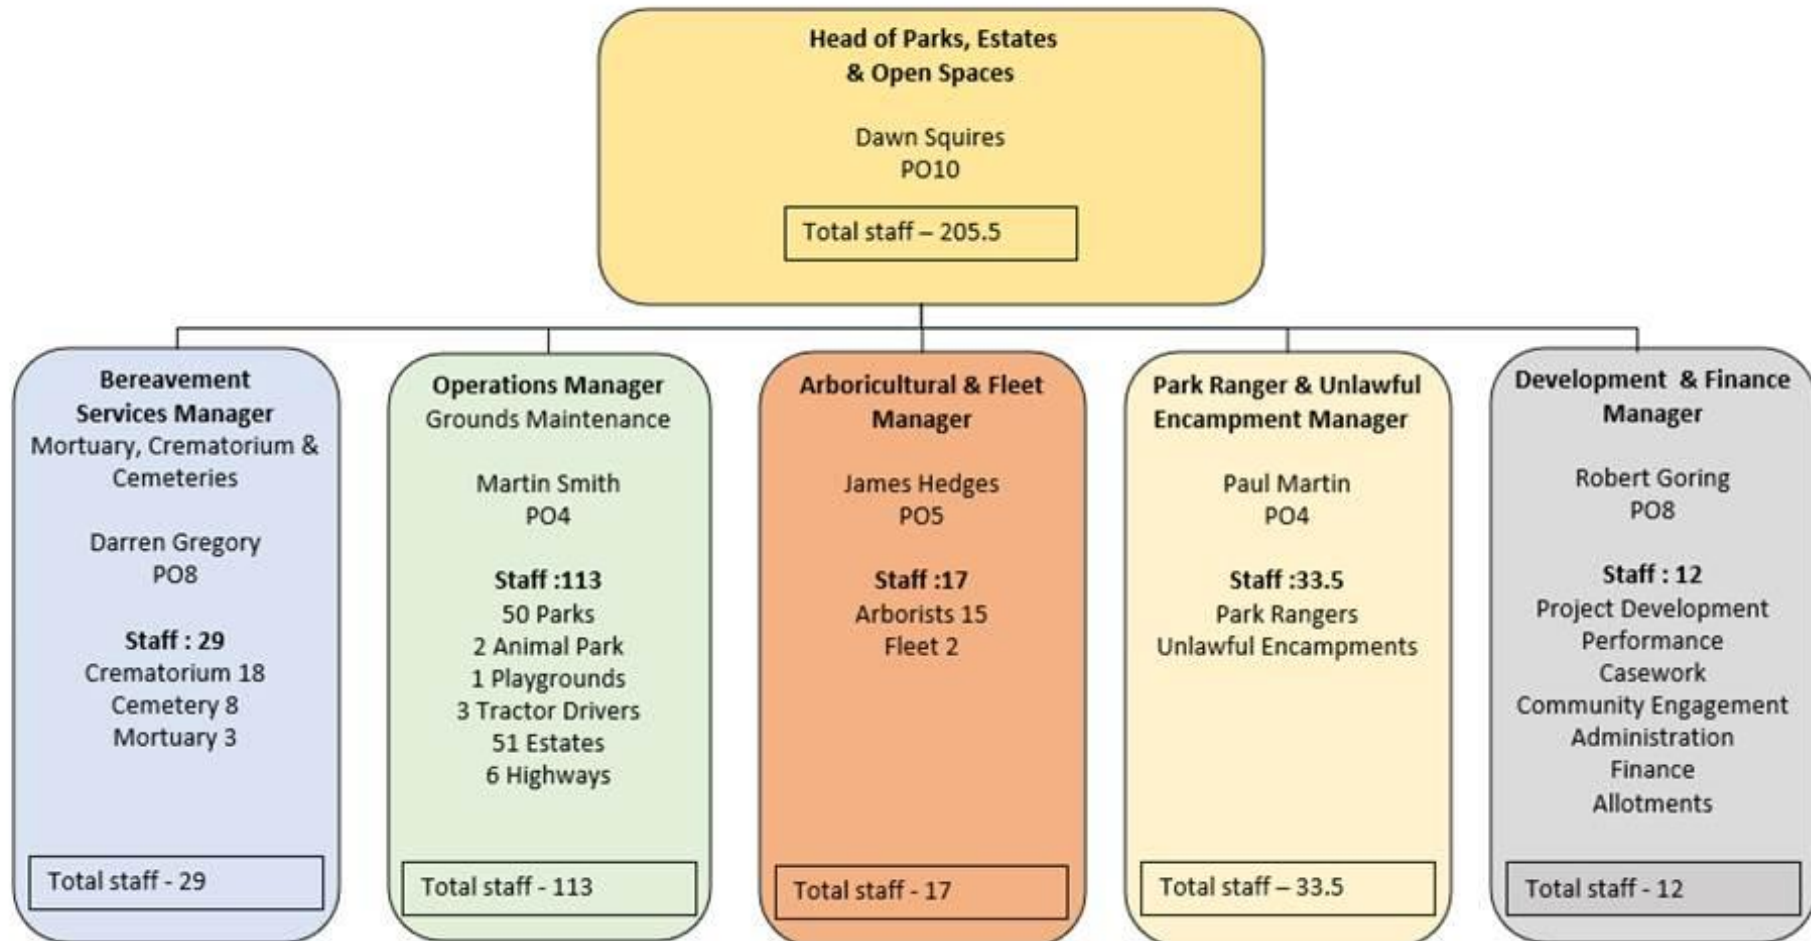 Head of Parks, Estates
& Open Spaces
Dawn Squires
PO10
Total staff – 205.5
Bereavement
Services Manager
Mortuary, Crematorium &
Cemeteries
Darren Gregory
PO8
Staff : 29
Crematorium 18
Cemetery 8
Mortuary 3
Total staff - 29
Operations Manager
Grounds Maintenance
Martin Smith
PO4
Staff :113
50 Parks
2 Animal Park
1 Playgrounds
3 Tractor Drivers
51 Estates
6 Highways
Total staff - 113
Arboricultural & Fleet
Manager
James Hedges
PO5
Staff :17
Arborists 15
Fleet 2
Total staff - 17
Park Ranger & Unlawful
Encampment Manager
Paul Martin
PO4
Staff :33.5
Park Rangers
Unlawful Encampments
Total staff – 33.5
Development & Finance
Manager
Robert Goring
PO8
Staff : 12
Project Development
Performance
Casework
Community Engagement
Administration
Finance
Allotments
Total staff - 12